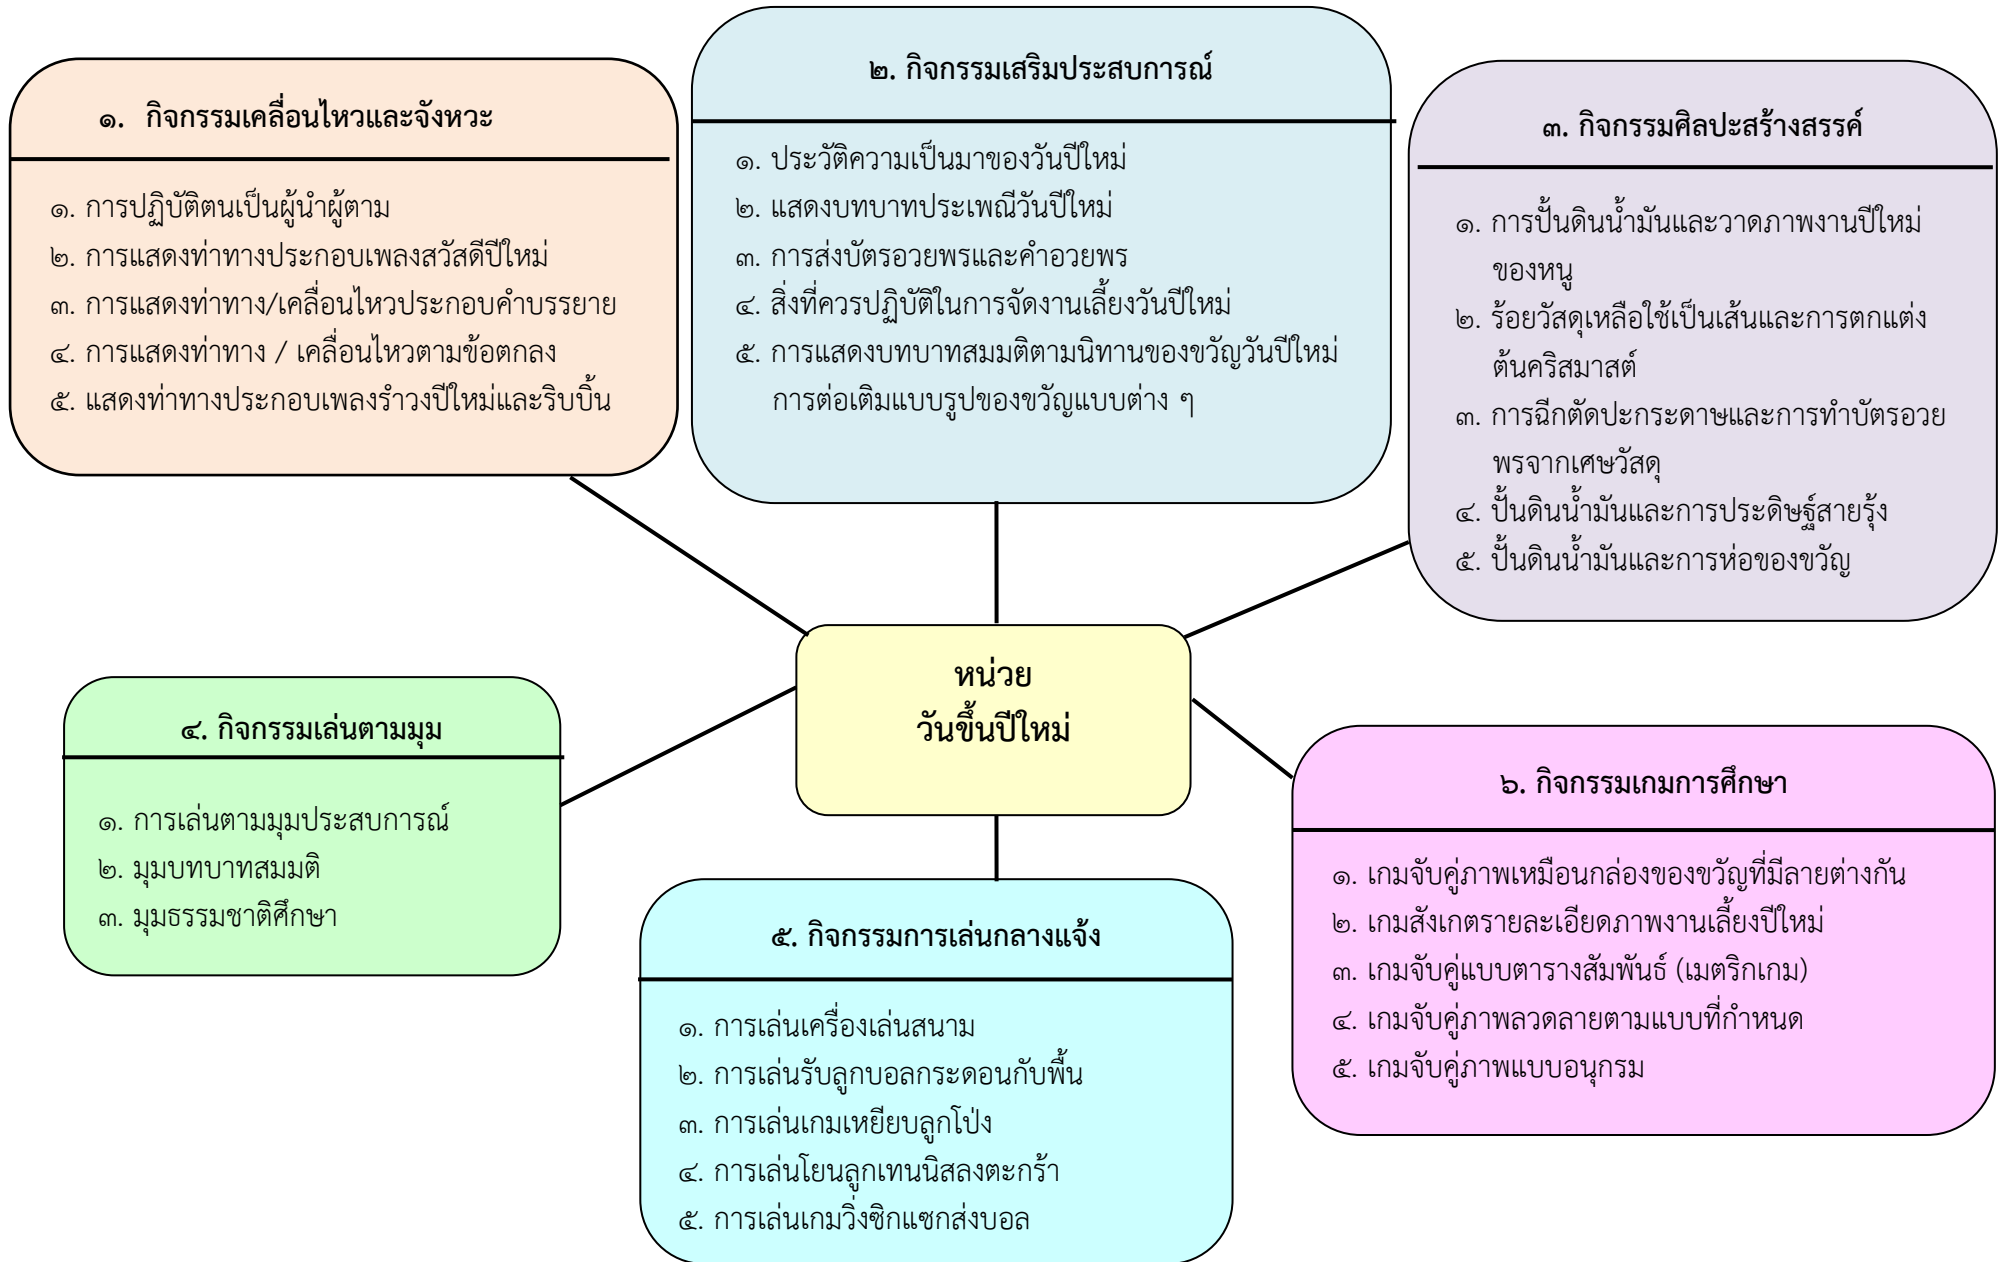 ๑. กิจกรรมเคลื่อนไหวและจังหวะ
๑. การปฏิบัติตนเป็นผู้นำผู้ตาม
๒. การแสดงท่าทางประกอบเพลงสวัสดีปีใหม่
๓. การแสดงท่าทาง/เคลื่อนไหวประกอบคำบรรยาย
๔. การแสดงท่าทาง / เคลื่อนไหวตามข้อตกลง
๕. แสดงท่าทางประกอบเพลงรำวงปีใหม่และริบบิ้น
๒. กิจกรรมเสริมประสบการณ์
๑. ประวัติความเป็นมาของวันปีใหม่
๒. แสดงบทบาทประเพณีวันปีใหม่
๓. การส่งบัตรอวยพรและคำอวยพร
๔. สิ่งที่ควรปฏิบัติในการจัดงานเลี้ยงวันปีใหม่
๕. การแสดงบทบาทสมมติตามนิทานของขวัญวันปีใหม่
การต่อเติมแบบรูปของขวัญแบบต่าง ๆ
๓. กิจกรรมศิลปะสร้างสรรค์
๑. การปั้นดินน้ำมันและวาดภาพงานปีใหม่
ของหนู
๒. ร้อยวัสดุเหลือใช้เป็นเส้นและการตกแต่ง
ต้นคริสมาสต์
๓. การฉีกตัดปะกระดาษและการทำบัตรอวย
พรจากเศษวัสดุ
๔. ปั้นดินน้ำมันและการประดิษฐ์สายรุ้ง
๕. ปั้นดินน้ำมันและการห่อของขวัญ
หน่วย
วันขึ้นปีใหม่
๔. กิจกรรมเล่นตามมุม
๑. การเล่นตามมุมประสบการณ์
๒. มุมบทบาทสมมติ
๓. มุมธรรมชาติศึกษา
๕. กิจกรรมการเล่นกลางแจ้ง
๑. การเล่นเครื่องเล่นสนาม
๒. การเล่นรับลูกบอลกระดอนกับพื้น
๓. การเล่นเกมเหยียบลูกโป่ง
๔. การเล่นโยนลูกเทนนิสลงตะกร้า
๕. การเล่นเกมวิ่งซิกแซกส่งบอล
๖. กิจกรรมเกมการศึกษา
๑. เกมจับคู่ภาพเหมือนกล่องของขวัญที่มีลายต่างกัน
๒. เกมสังเกตรายละเอียดภาพงานเลี้ยงปีใหม่
๓. เกมจับคู่แบบตารางสัมพันธ์ (เมตริกเกม)
๔. เกมจับคู่ภาพลวดลายตามแบบที่กำหนด
๕. เกมจับคู่ภาพแบบอนุกรม